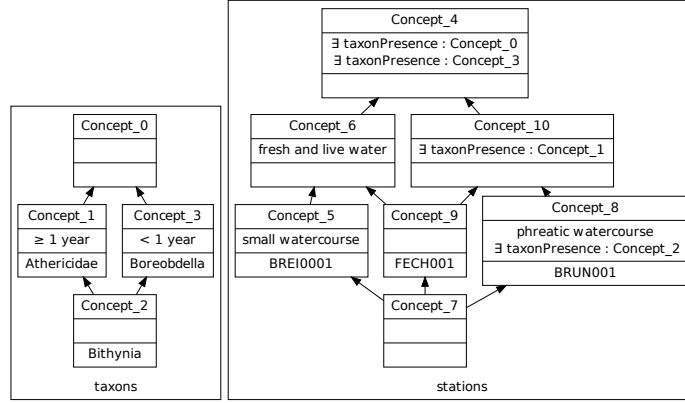 Concept_4
∃ taxonPresence : Concept_0
∃ taxonPresence : Concept_3
Concept_0
Concept_6
fresh and live water
Concept_10
∃ taxonPresence : Concept_1
Concept_1
≥ 1 year
Athericidae
Concept_3
< 1 year
Boreobdella
Concept_5
small watercourse
BREI0001
Concept_9
FECH001
Concept_8
phreatic watercourse
∃ taxonPresence : Concept_2
BRUN001
Concept_2
Bithynia
Concept_7
taxons
stations